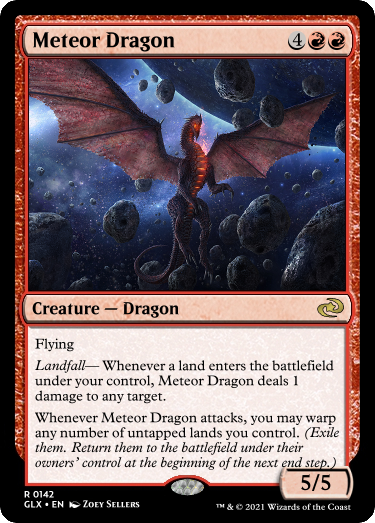 Meteor Dragon 4
Creature — Dragon
Flying
Landfall— Whenever a land enters the battlefield
under your control, Meteor Dragon deals 1
damage to any target.
Whenever Meteor Dragon attacks, you may warp
any number of untapped lands you control. (Exile
them. Return them to the battlefield under their
owners' control at the beginning of the next end step.)
5/5
R 0142
GLX • EN Zoey Sellers
™ & © 2021 Wizards of the Coast